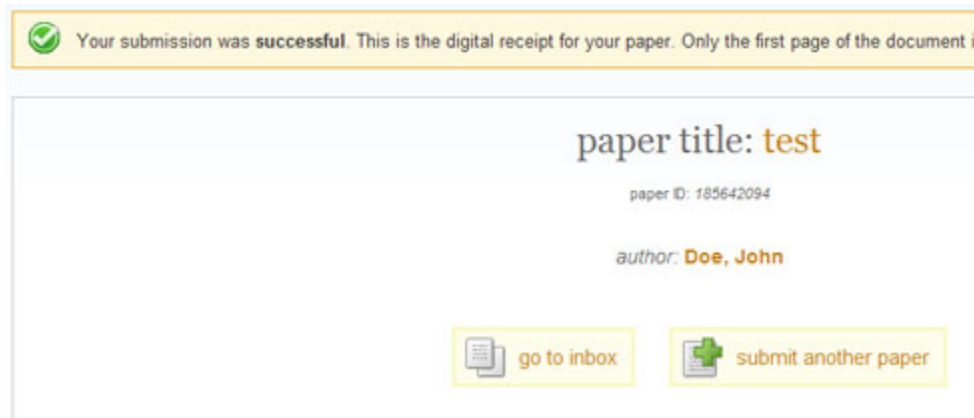 Your submission was successful. This is the digital receipt for your paper. Only the first page of the document
paper title: test
paper ID: 185642094
author: Doe, John
go to inbox
submit another paper